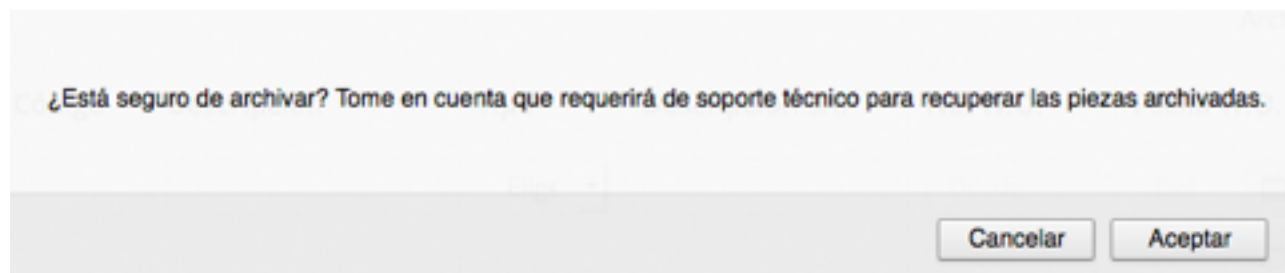 ¿Está seguro de archivar? Tome en cuenta que requerirá de soporte técnico para recuperar las piezas archivadas.
Cancelar Aceptar